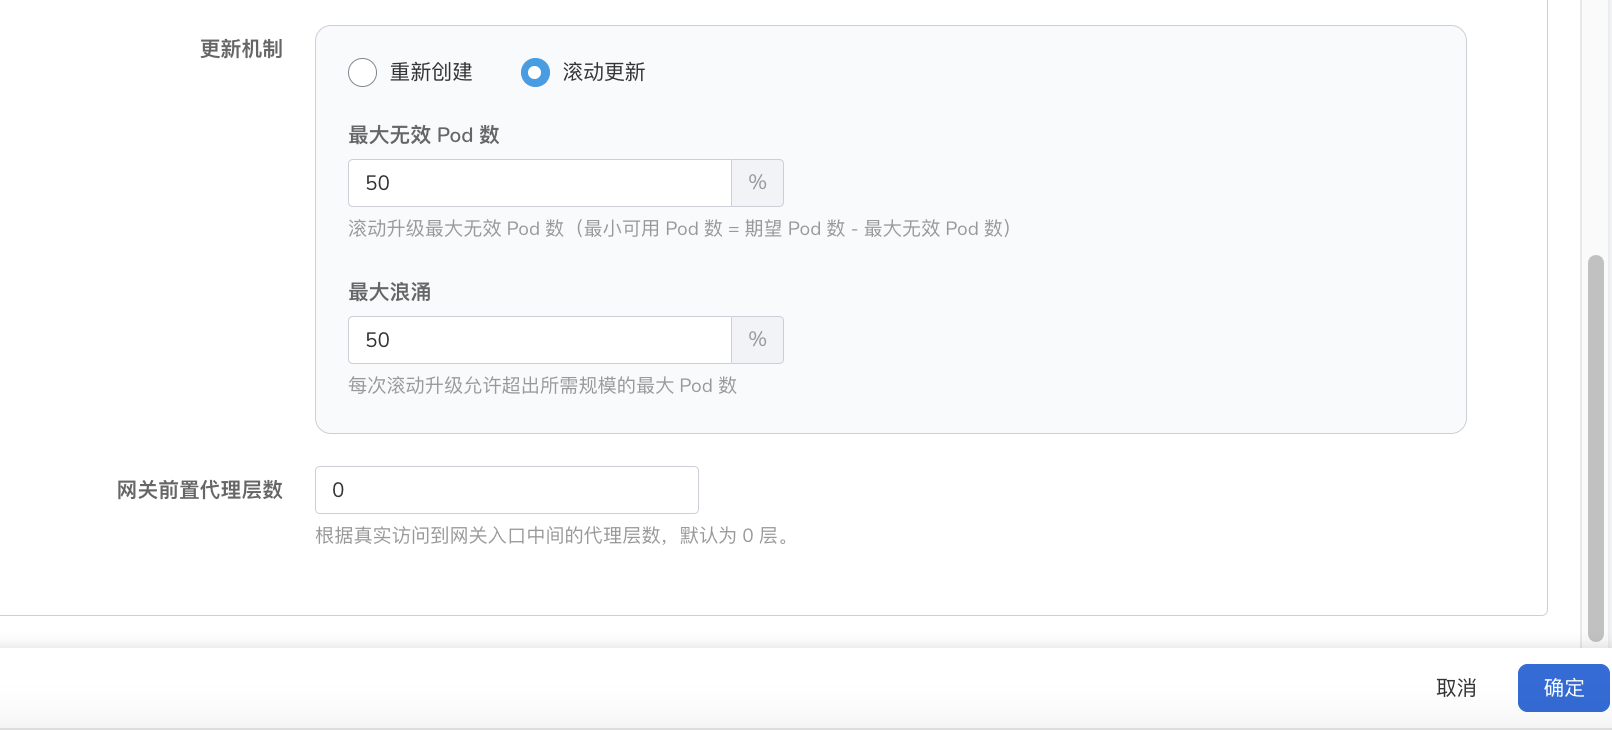 更新机制
重新创建
滚动更新
最大无效 Pod 数
50
%
滚动升级最大无效 Pod 数（最小可用 Pod 数 = 期望 Pod 数 - 最大无效 Pod 数）
最大浪涌
50
%
每次滚动升级允许超出所需规模的最大 Pod 数
网关前置代理层数
0
根据真实访问到网关入口中间的代理层数，默认为 0 层。
取消
确定